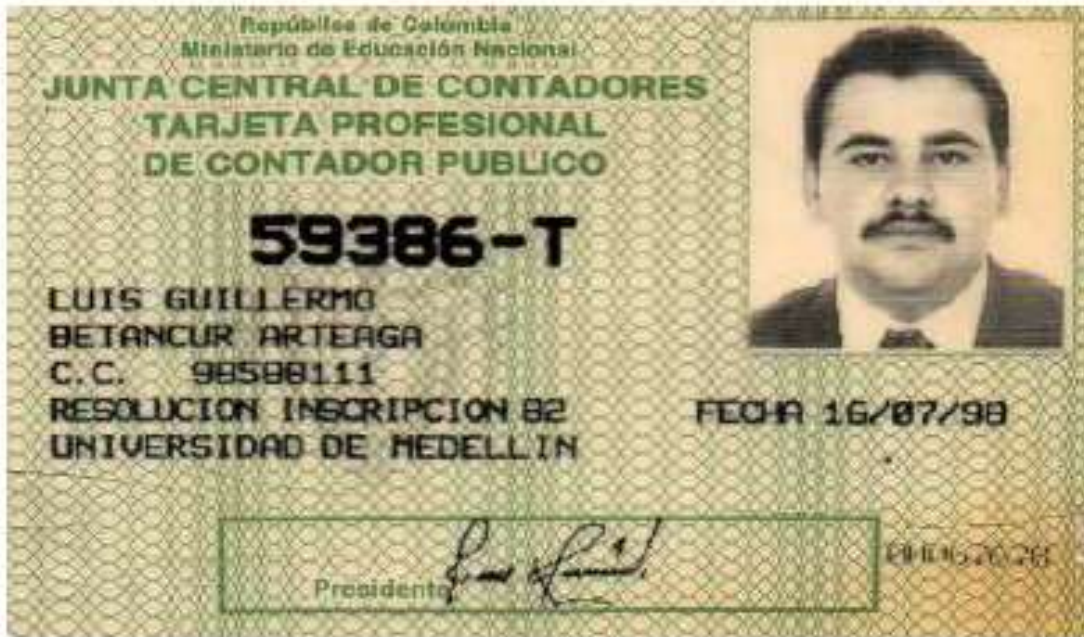 República de Colombia
Ministerio de Educación Nacional
JUNTA CENTRAL DE CONTADORES
TARJETA PROFESIONAL
DE CONTADOR PUBLICO
59386-T
LUIS GUILLERMO
BETANCUR ARTEAGA
C.C. 98588111
RESOLUCION INSCRIPCION 82
FECHA 16/07/98
UNIVERSIDAD DE MEDELLIN
Presidente